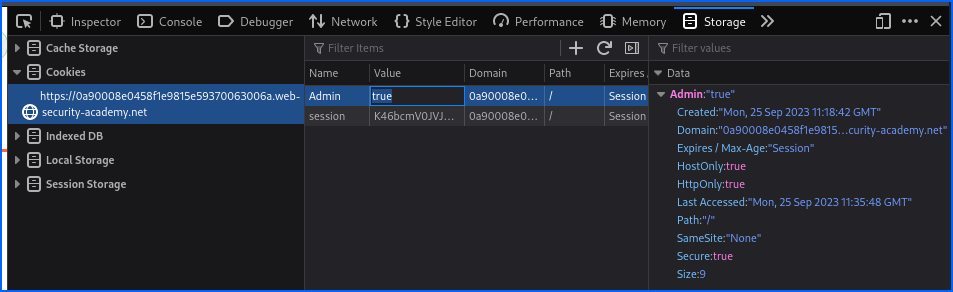 Inspector Console Debugger Network Style Editor Performance Memory Storage
Cache Storage
Cookies
https://0a90008e0458f1e9815e59370063006a.web-
security-academy.net
Indexed DB
Local Storage
Session Storage
Filter Items
Name Value Domain Path Expires
Admin true 0a90008e0... / Session
session K46bcmV0JVJ... 0a90008e0... / Session
Filter values
Data
Admin:"true"
Created:"Mon, 25 Sep 2023 11:18:42 GMT"
Domain:"0a90008e0458f1e9815…curity-academy.net"
Expires / Max-Age:"Session"
HostOnly:true
HttpOnly:true
Last Accessed:"Mon, 25 Sep 2023 11:35:48 GMT"
Path:"/"
SameSite:"None"
Secure:true
Size:9